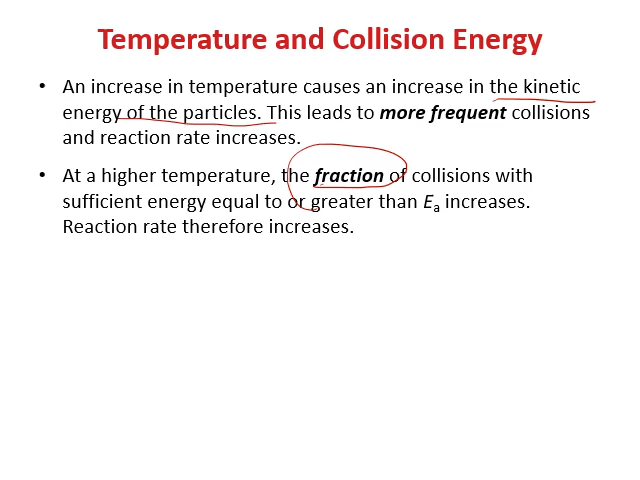 Temperature and Collision Energy
• An increase in temperature causes an increase in the kinetic
energy of the particles. This leads to more frequent collisions
and reaction rate increases.
• At a higher temperature, the fraction of collisions with
sufficient energy equal to or greater than Ea increases.
Reaction rate therefore increases.